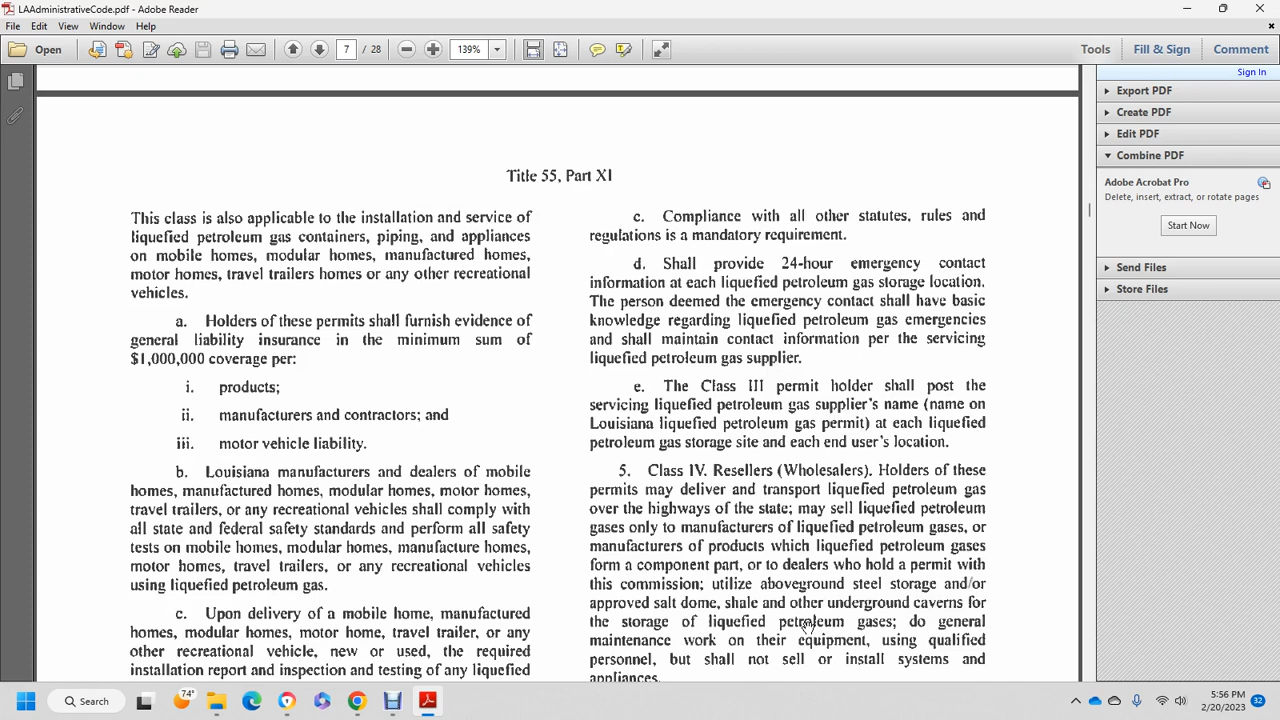 LAAdministrativeCode.pdf - Adobe Reader
File Edit View Window Help
Open 7 / 28 139% Tools Fill & Sign Comment
Sign In
Export PDF
Create PDF
Edit PDF
Combine PDF
Adobe Acrobat Pro
Delete, insert, extract, or rotate pages
Start Now
Send Files
Store Files
Title 55, Part XI
This class is also applicable to the installation and service of
liquefied petroleum gas containers, piping, and appliances
on mobile homes, modular homes, manufactured homes,
motor homes, travel trailers homes or any other recreational
vehicles.
a. Holders of these permits shall furnish evidence of
general liability insurance in the minimum sum of
$1,000,000 coverage per:
i. products;
ii. manufacturers and contractors; and
iii. motor vehicle liability.
b. Louisiana manufacturers and dealers of mobile
homes, manufactured homes, modular homes, motor homes,
travel trailers, or any recreational vehicles shall comply with
all state and federal safety standards and perform all safety
tests on mobile homes, modular homes, manufacture homes,
motor homes, travel trailers, or any recreational vehicles
using liquefied petroleum gas.
c. Upon delivery of a mobile home, manufactured
homes, modular homes, motor home, travel trailer, or any
other recreational vehicle, new or used, the required
installation report and inspection and testing of any liquefied
c. Compliance with all other statutes, rules and
regulations is a mandatory requirement.
d. Shall provide 24-hour emergency contact
information at each liquefied petroleum gas storage location.
The person deemed the emergency contact shall have basic
knowledge regarding liquefied petroleum gas emergencies
and shall maintain contact information per the servicing
liquefied petroleum gas supplier.
e. The Class III permit holder shall post the
servicing liquefied petroleum gas supplier's name (name on
Louisiana liquefied petroleum gas permit) at each liquefied
petroleum gas storage site and each end user's location.
5. Class IV. Resellers (Wholesalers). Holders of these
permits may deliver and transport liquefied petroleum gas
over the highways of the state; may sell liquefied petroleum
gases only to manufacturers of liquefied petroleum gases, or
manufacturers of products which liquefied petroleum gases
form a component part, or to dealers who hold a permit with
this commission; utilize aboveground steel storage and/or
approved salt dome, shale and other underground caverns for
the storage of liquefied petroleum gases; do general
maintenance work on their equipment, using qualified
personnel, but shall not sell or install systems and
appliances.
74°
Search
5:56 PM
2/20/2023
32